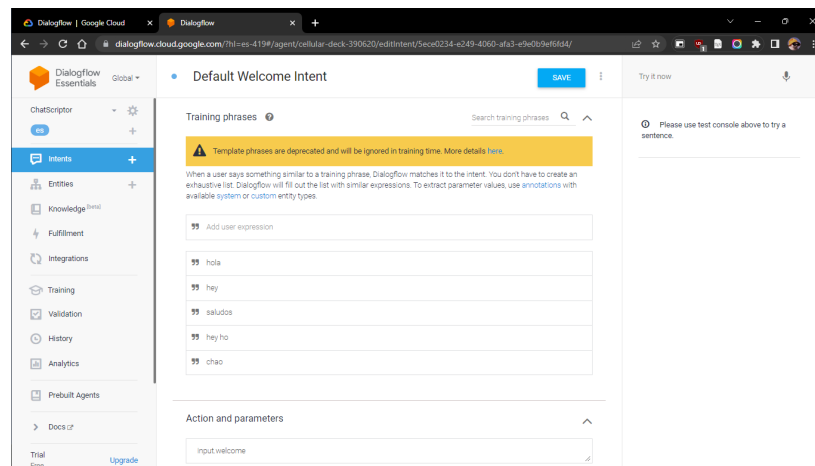 Dialogflow | Google Cloud
Dialogflow
dialogflow.cloud.google.com/?hl=es-419#/agent/cellular-deck-390620/editIntent/5ece0234-e249-4060-afa3-e9e0b9ef6fd4/
Dialogflow
Essentials
Global
Default Welcome Intent
SAVE
Try it now
ChatScriptor
es
Training phrases
Search training phrases
Please use test console above to try a
sentence.
Template phrases are deprecated and will be ignored in training time. More details here.
Intents
When a user says something similar to a training phrase, Dialogflow matches it to the intent. You don't have to create an
exhaustive list. Dialogflow will fill out the list with similar expressions. To extract parameter values, use annotations with
available system or custom entity types.
Entities
Knowledge [beta]
Fulfillment
Integrations
Training
Validation
History
Analytics
Prebuilt Agents
Docs
Trial
Free
Upgrade
Add user expression
hola
hey
saludos
hey ho
chao
Action and parameters
input.welcome